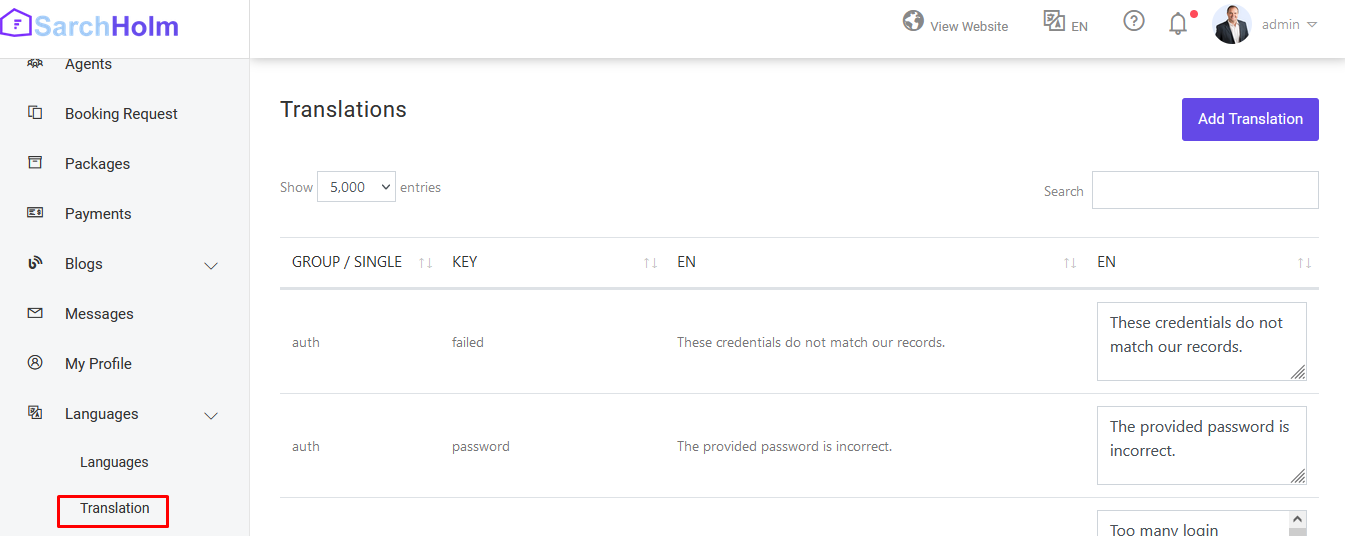 SarchHolm
View Website
EN
admin
Agents
Booking Request
Packages
Payments
Blogs
Messages
My Profile
Languages
Languages
Translation
Translations
Add Translation
Show 5,000 entries
Search
GROUP / SINGLE KEY EN EN
auth failed These credentials do not match our records. These credentials do not
match our records.
auth password The provided password is incorrect. The provided password is
incorrect.
Too many login